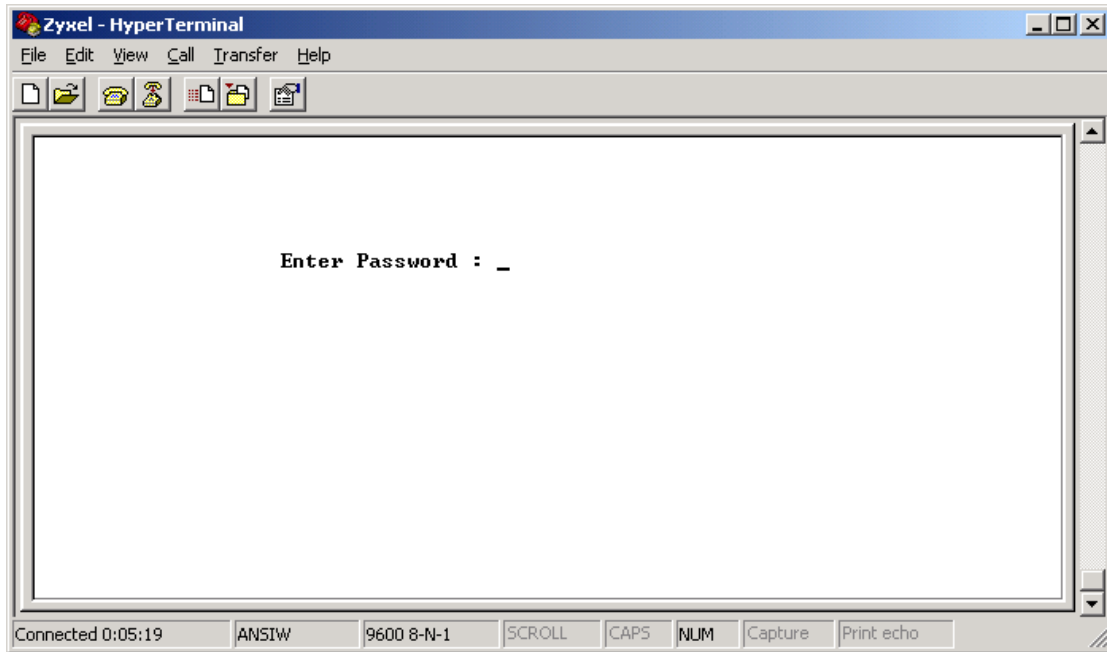 Zyxel - HyperTerminal
File Edit View Call Transfer Help
Enter Password : _
Connected 0:05:19 ANSIW 9600 8-N-1 SCROLL CAPS NUM Capture Print echo